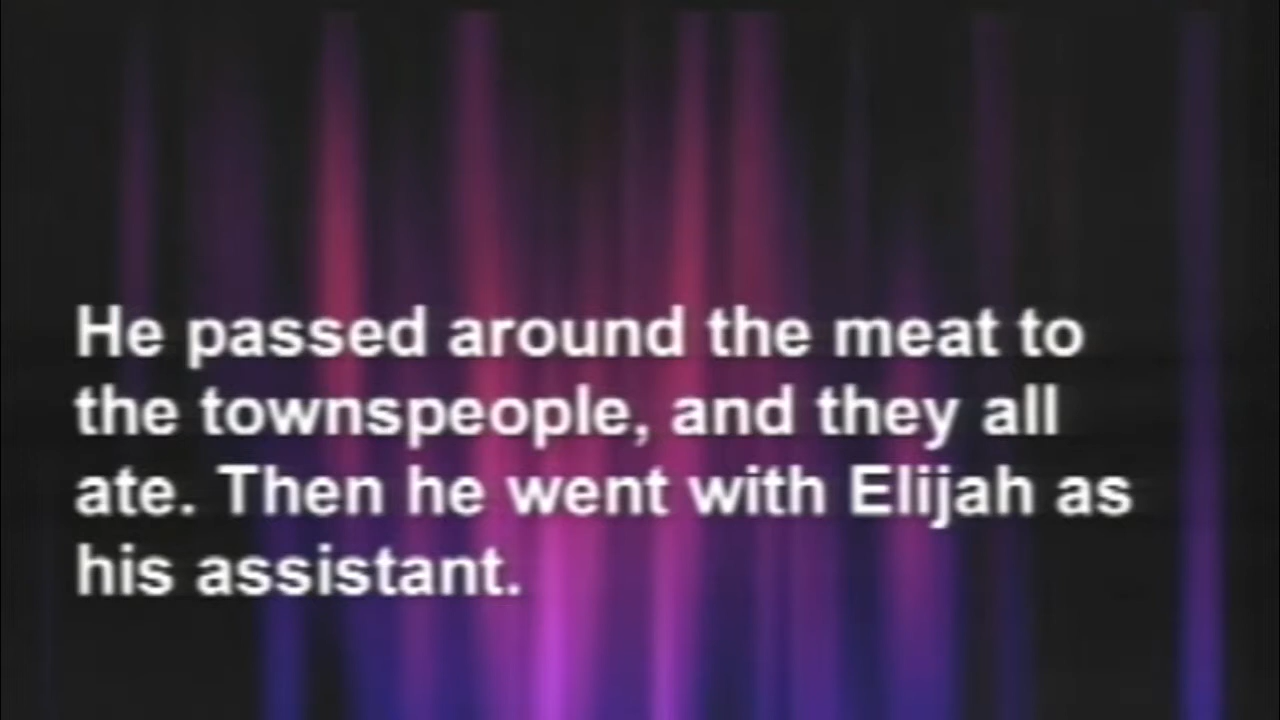 He passed around the meat to
the townspeople, and they all
ate. Then he went with Elijah as
his assistant.